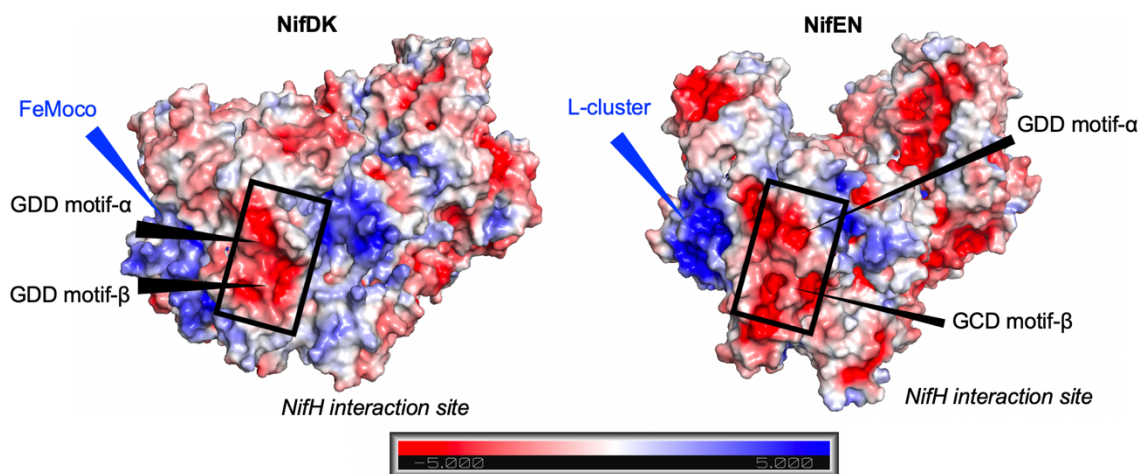 NifDK
NifEN
FeMoco
L-cluster
GDD motif-α
GDD motif-α
GDD motif-β
GCD motif-β
NifH interaction site
NifH interaction site
-5.000
5.000